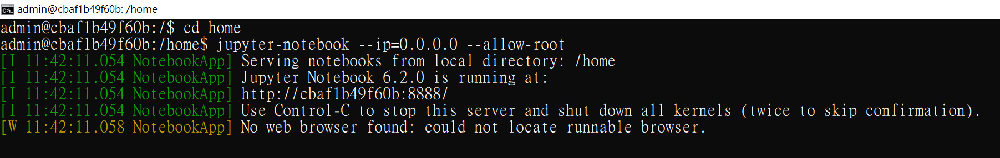 admin@cbaf1b49f60b: /home
admin@cbaf1b49f60b:/$ cd home
admin@cbaf1b49f60b:/home$ jupyter-notebook --ip=0.0.0.0 --allow-root
[I 11:42:11.054 NotebookApp] Serving notebooks from local directory: /home
[I 11:42:11.054 NotebookApp] Jupyter Notebook 6.2.0 is running at:
[I 11:42:11.054 NotebookApp] http://cbaf1b49f60b:8888/
[I 11:42:11.054 NotebookApp] Use Control-C to stop this server and shut down all kernels (twice to skip confirmation).
[W 11:42:11.058 NotebookApp] No web browser found: could not locate runnable browser.